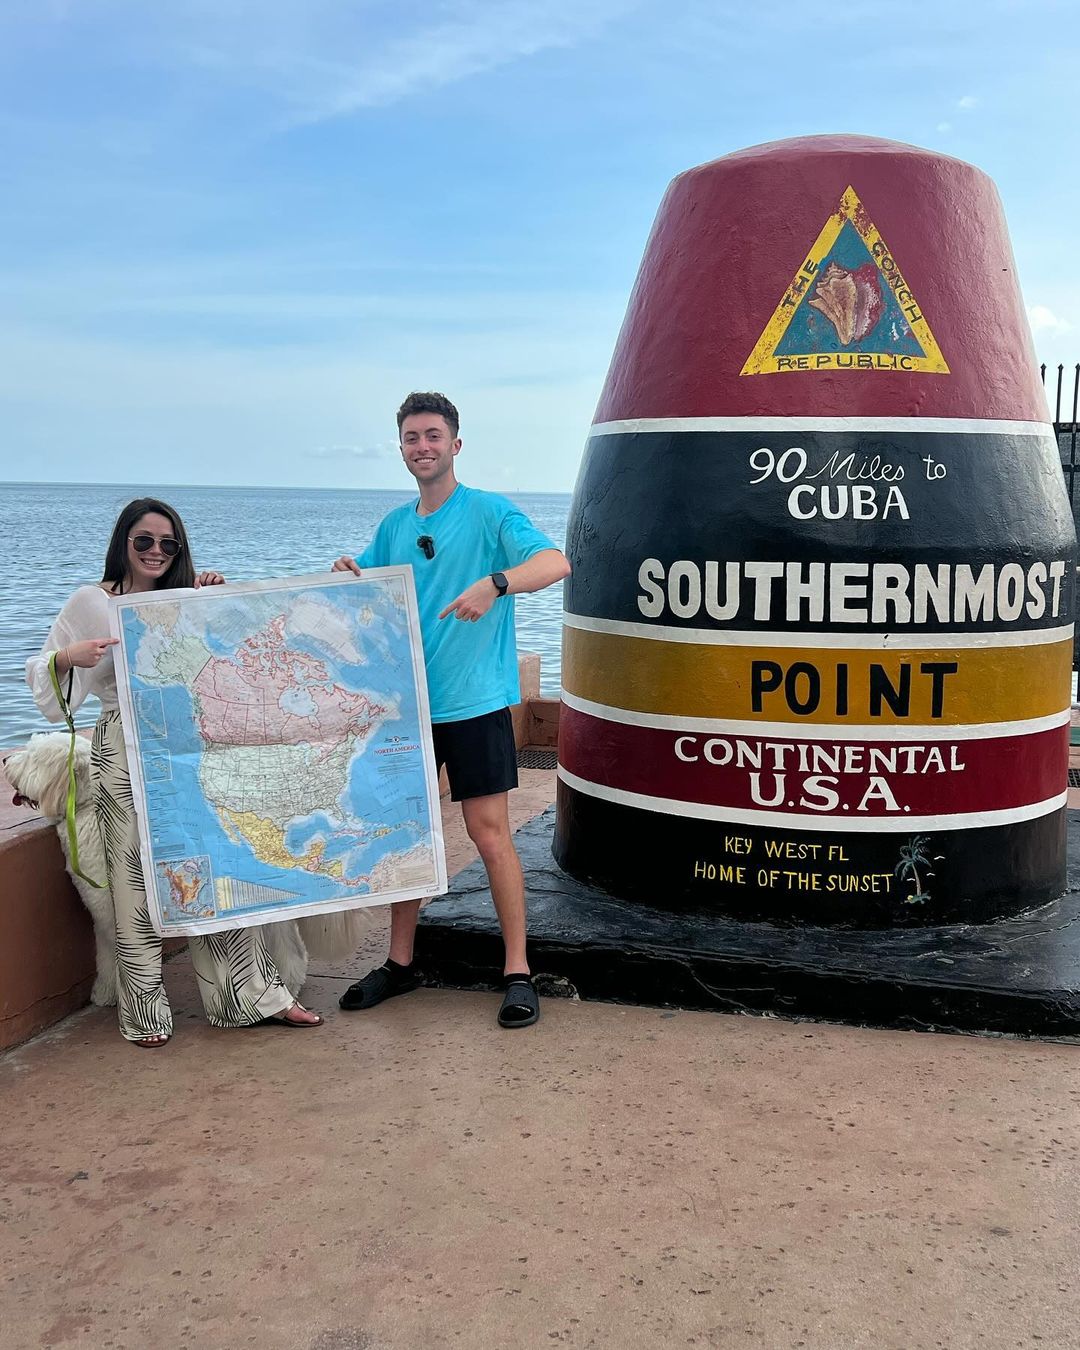 THE CONCH
REPUBLIC
90 Miles to
CUBA
SOUTHERNMOST
POINT
CONTINENTAL
U.S.A.
KEY WEST FL
HOME OF THE SUNSET
NORTH AMERICA
Canada